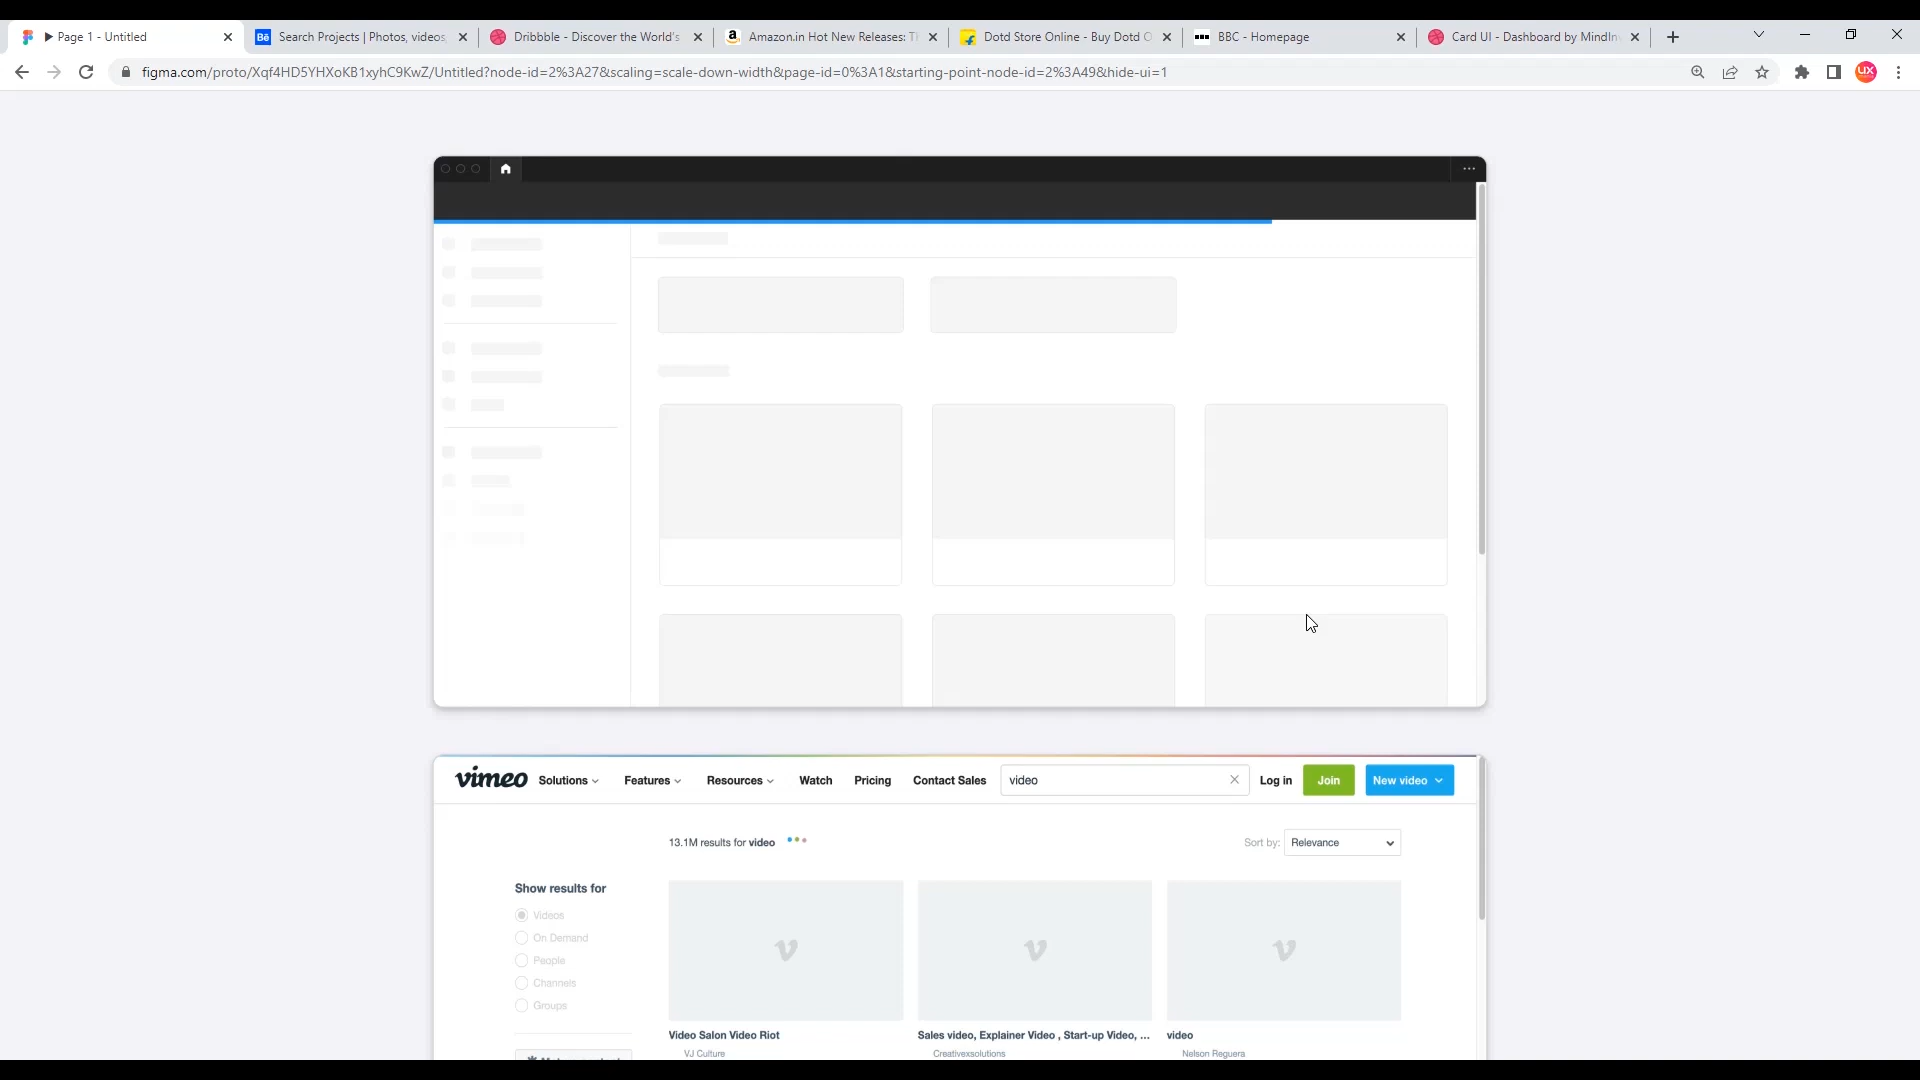 Page 1 - Untitled
Bē Search Projects | Photos, videos,
Dribbble - Discover the World's
a Amazon.in Hot New Releases: Th
Dotd Store Online - Buy Dotd O
BBC - Homepage
Card UI - Dashboard by MindIn
figma.com/proto/Xqf4HD5YHXoKB1xyhC9KwZ/Untitled?node-id=2%3A27&scaling=scale-down-width&page-id=0%3A1&starting-point-node-id=2%3A49&hide-ui=1
UX
vimeo Solutions Features Resources Watch Pricing Contact Sales video Log in Join New video
13.1M results for video
Sort by: Relevance
Show results for
Videos
On Demand
People
Channels
Groups
Video Salon Video Riot
VJ Culture
Sales video, Explainer Video , Start-up Video, ...
Creativexsolutions
video
Nelson Reguera